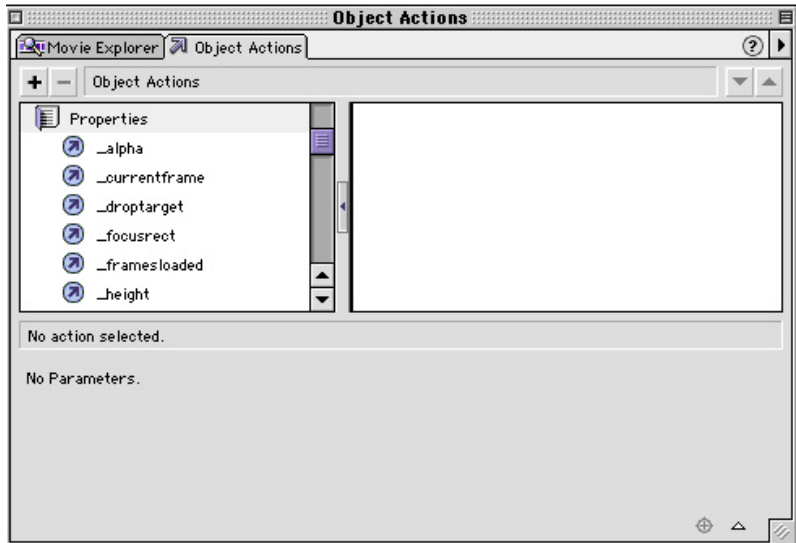 Object Actions
Movie Explorer
Object Actions
?
+ − Object Actions
Properties
_alpha
_currentframe
_droptarget
_focusrect
_framesloaded
_height
No action selected.
No Parameters.